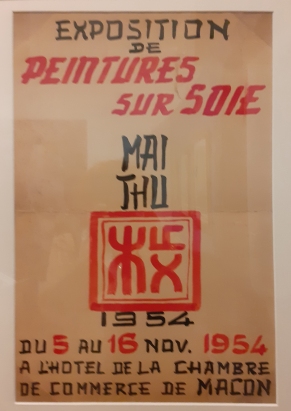 EXPOSITION
DE
PEINTURES
SUR SOIE
MAI
THU
1954
DU 5 AU 16 NOV. 1954
A L'HOTEL DE LA CHAMBRE
DE COMMERCE DE MACON